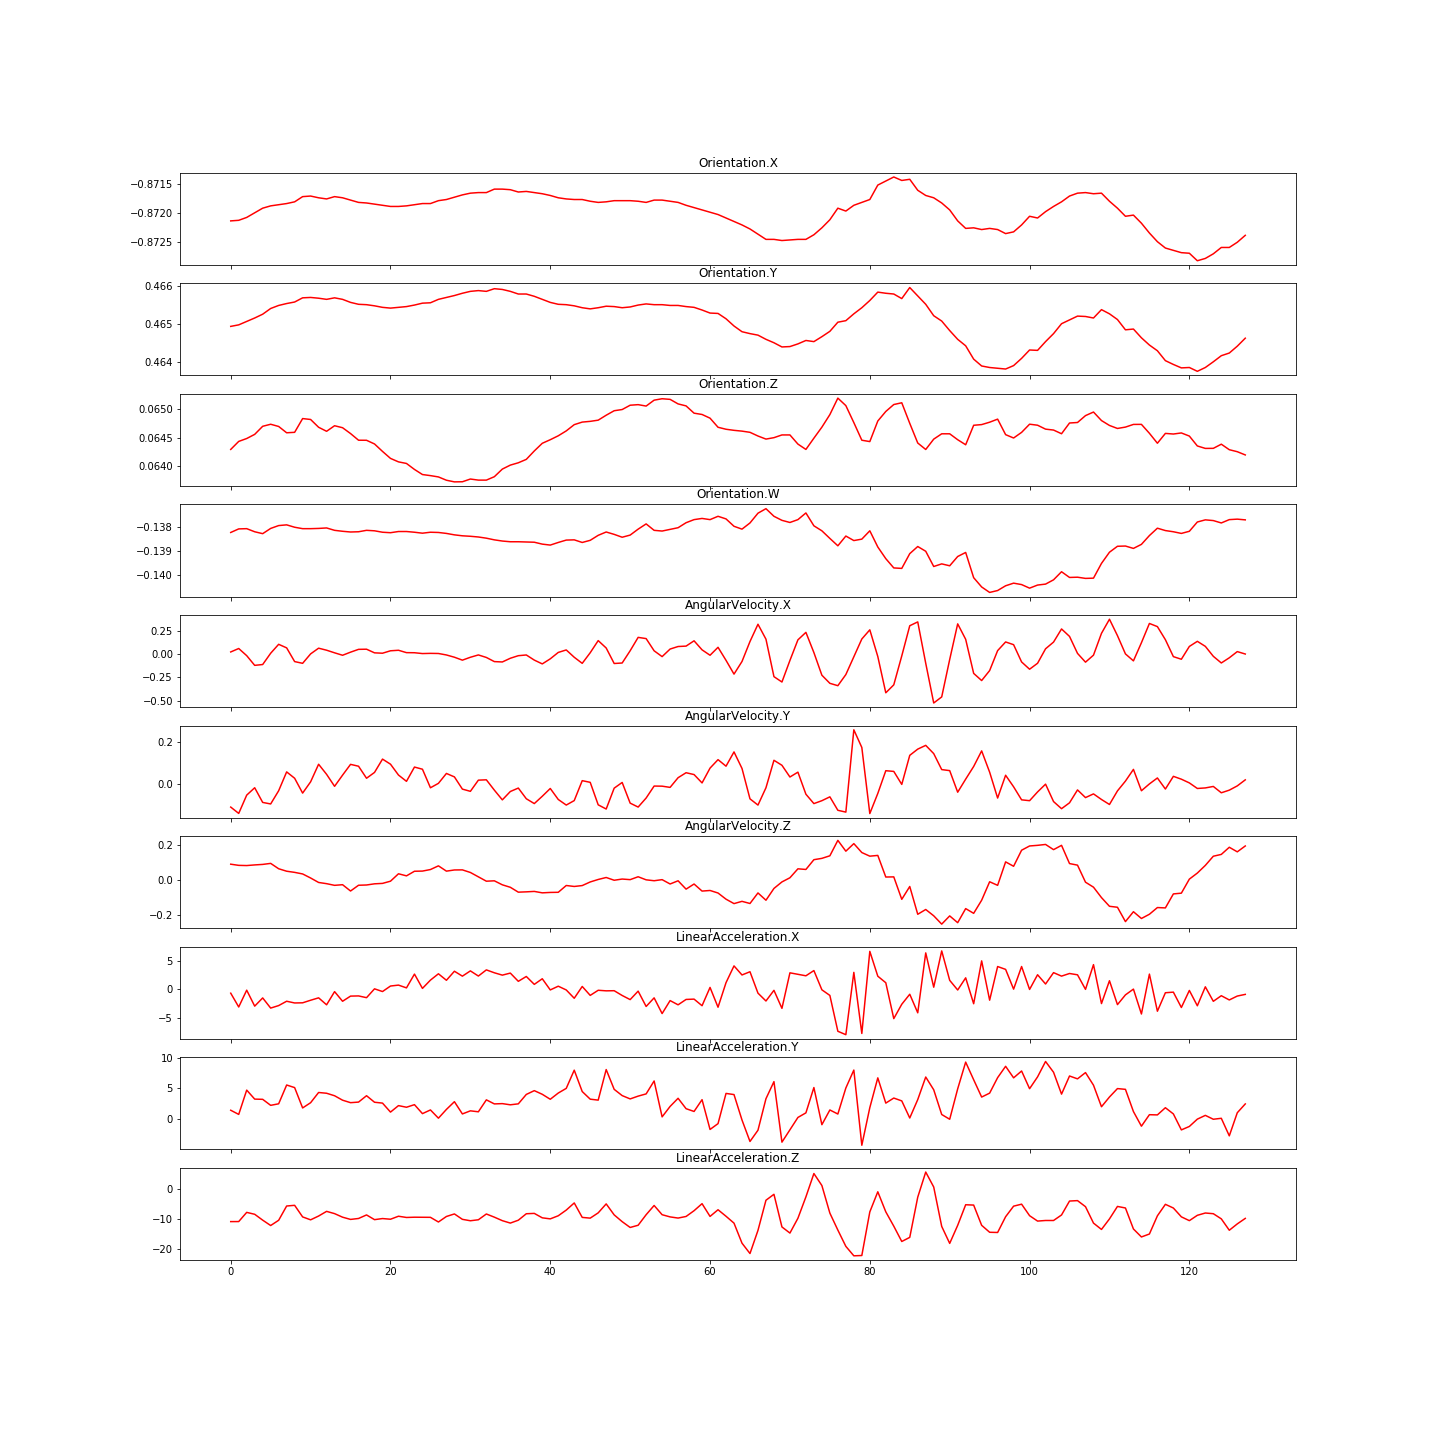 Orientation.X
−0.8715
−0.8720
−0.8725
Orientation.Y
0.466
0.465
0.464
Orientation.Z
0.0650
0.0645
0.0640
Orientation.W
−0.138
−0.139
−0.140
AngularVelocity.X
0.25
0.00
−0.25
−0.50
AngularVelocity.Y
0.2
0.0
AngularVelocity.Z
0.2
0.0
−0.2
LinearAcceleration.X
5
0
−5
LinearAcceleration.Y
10
5
0
LinearAcceleration.Z
0
−10
−20
0 20 40 60 80 100 120